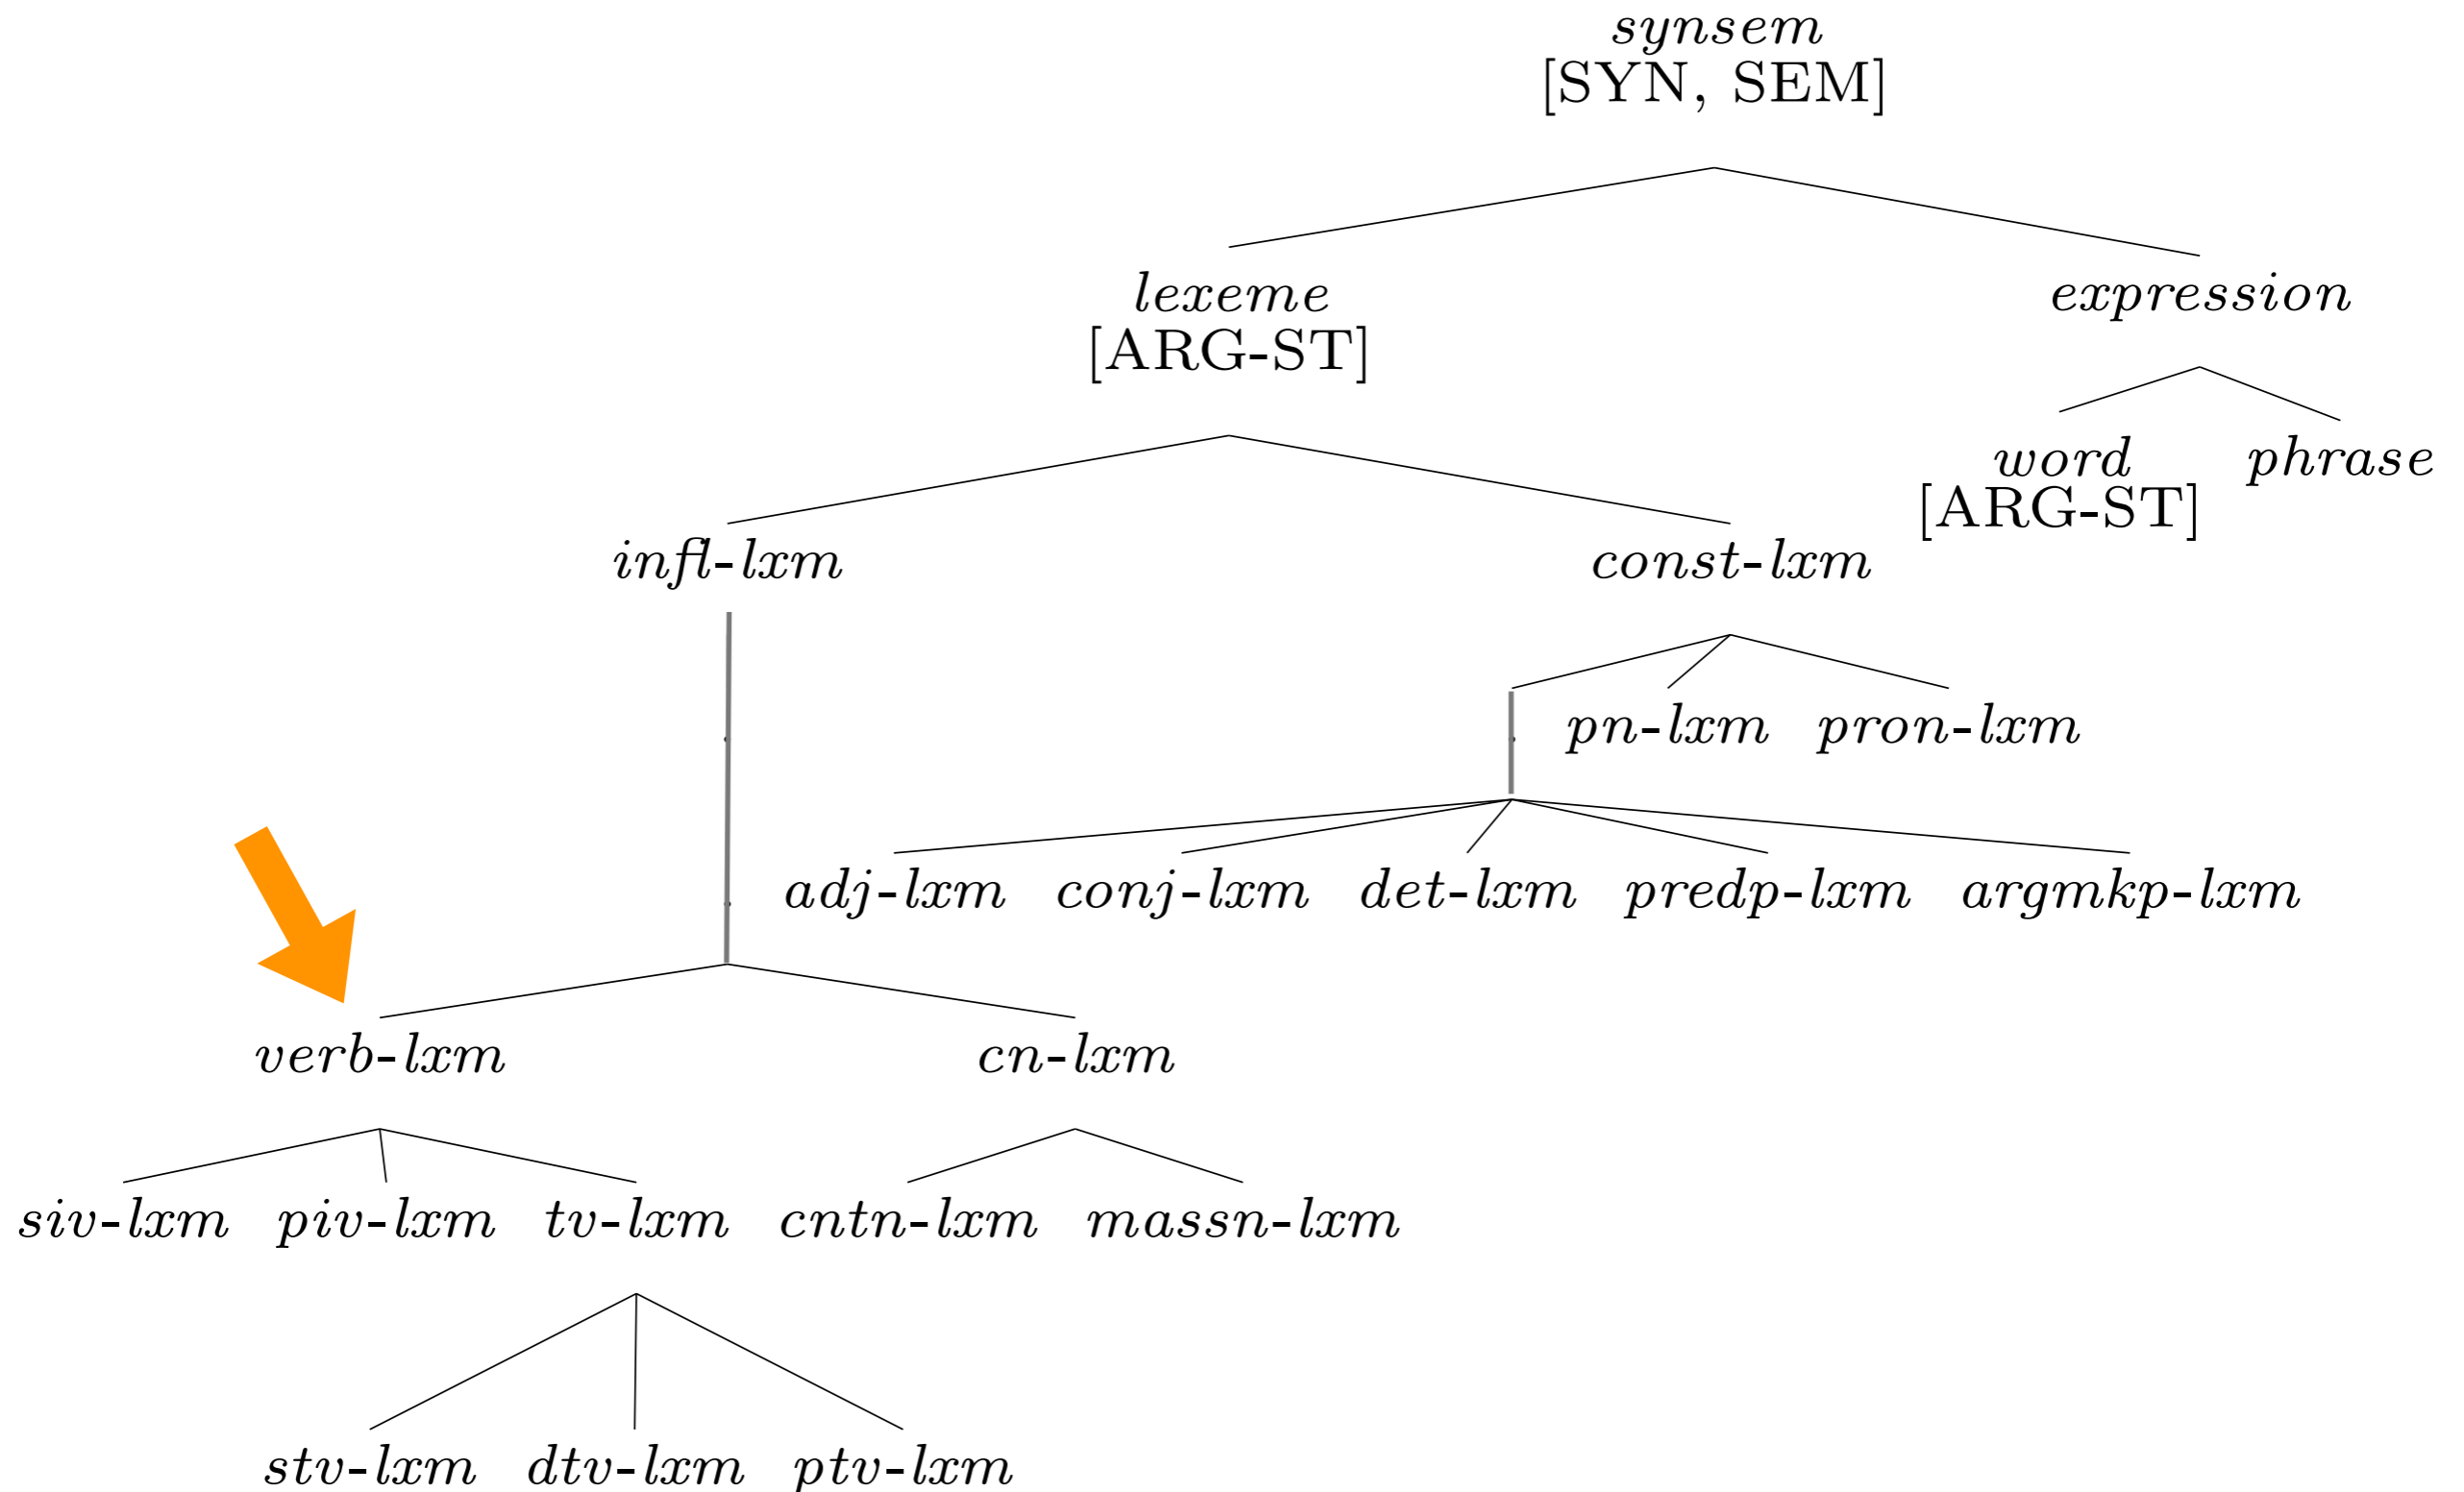 synsem
[SYN, SEM]
lexeme
[ARG-ST]
expression
word
[ARG-ST]
phrase
infl-lxm
const-lxm
pn-lxm pron-lxm
adj-lxm conj-lxm det-lxm predp-lxm argmkp-lxm
verb-lxm cn-lxm
siv-lxm piv-lxm tv-lxm cntn-lxm massn-lxm
stv-lxm dtv-lxm ptv-lxm